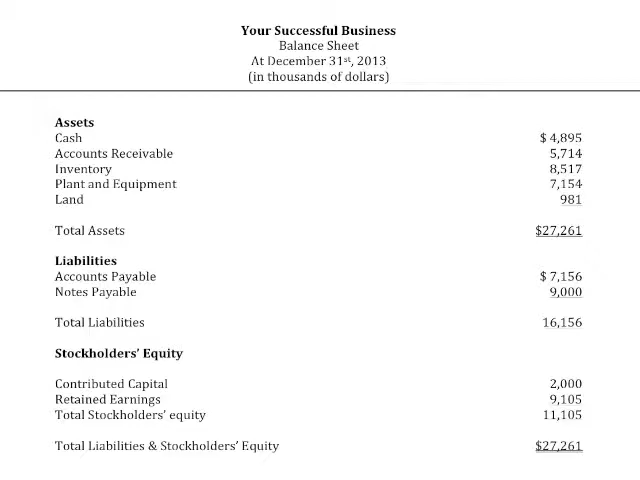 Your Successful Business
Balance Sheet
At December 31st, 2013
(in thousands of dollars)
Assets
Cash $ 4,895
Accounts Receivable 5,714
Inventory 8,517
Plant and Equipment 7,154
Land 981
Total Assets $27,261
Liabilities
Accounts Payable $ 7,156
Notes Payable 9,000
Total Liabilities 16,156
Stockholders' Equity
Contributed Capital 2,000
Retained Earnings 9,105
Total Stockholders' equity 11,105
Total Liabilities & Stockholders' Equity $27,261